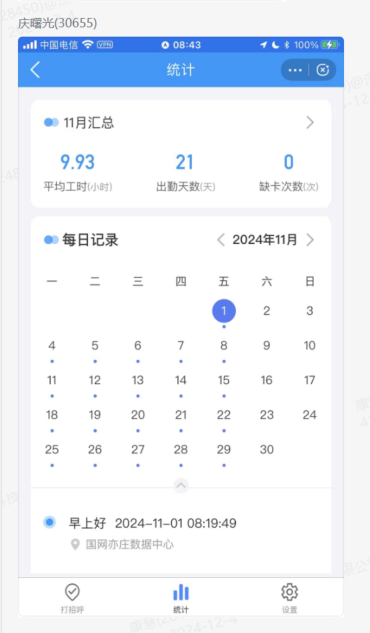 庆曙光(30655)
中国电信 VPN 08:43 100%
统计
11月汇总
9.93 21 0
平均工时(小时) 出勤天数(天) 缺卡次数(次)
每日记录 2024年11月
一 二 三 四 五 六 日
1 2 3
4 5 6 7 8 9 10
11 12 13 14 15 16 17
18 19 20 21 22 23 24
25 26 27 28 29 30
早上好 2024-11-01 08:19:49
国网亦庄数据中心
打招呼 统计 设置